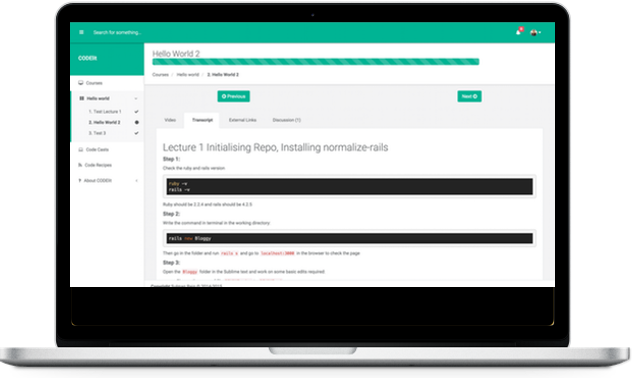 Search for something...
CODEIt
Hello World 2
Courses / Hello world / 2. Hello World 2
Courses
Hello world
1. Test Lecture 1
2. Hello World 2
3. Test 3
Code Casts
Code Recipes
About CODEIt
Previous
Next
Video Transcript External Links Discussion (1)
Lecture 1 Initialising Repo, Installing normalize-rails
Step 1:
Check the ruby and rails version
ruby -v
rails -v
Ruby should be 2.2.4 and rails should be 4.2.5
Step 2:
Write the command in terminal in the working directory
rails new Bloggy
Then go in the folder and run rails s and go to localhost:3000 in the browser to check the page.
Step 3:
Open the Bloggy folder in the Sublime text and work on some basic edits required